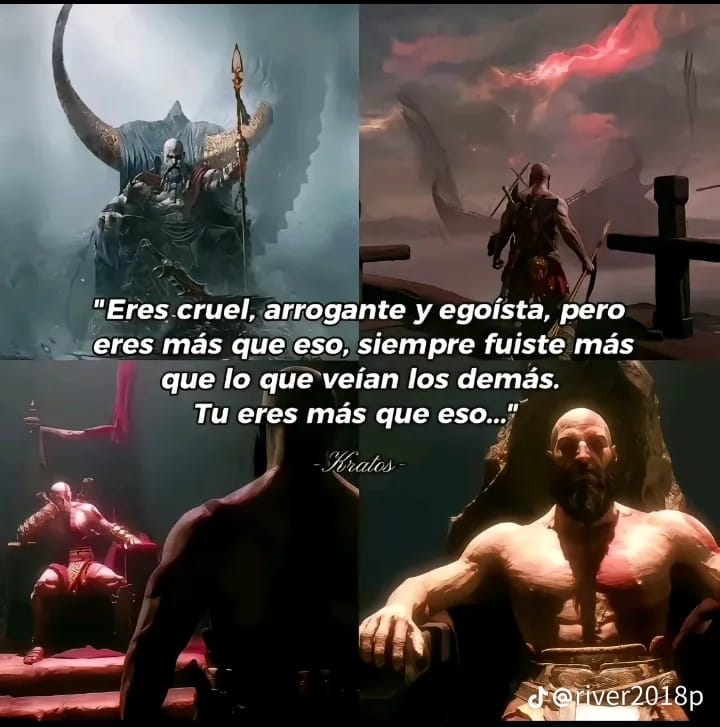 "Eres cruel, arrogante y egoísta, pero
eres más que eso, siempre fuiste más
que lo que veían los demás.
Tu eres más que eso..."
-Kratos-
@river2018p